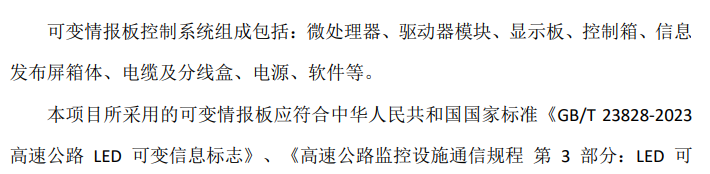 可变情报板控制系统组成包括：微处理器、驱动器模块、显示板、控制箱、信息
发布屏箱体、电缆及分线盒、电源、软件等。
本项目所采用的可变情报板应符合中华人民共和国国家标准《GB/T 23828-2023
高速公路 LED 可变信息标志》、《高速公路监控设施通信规程 第 3 部分：LED 可